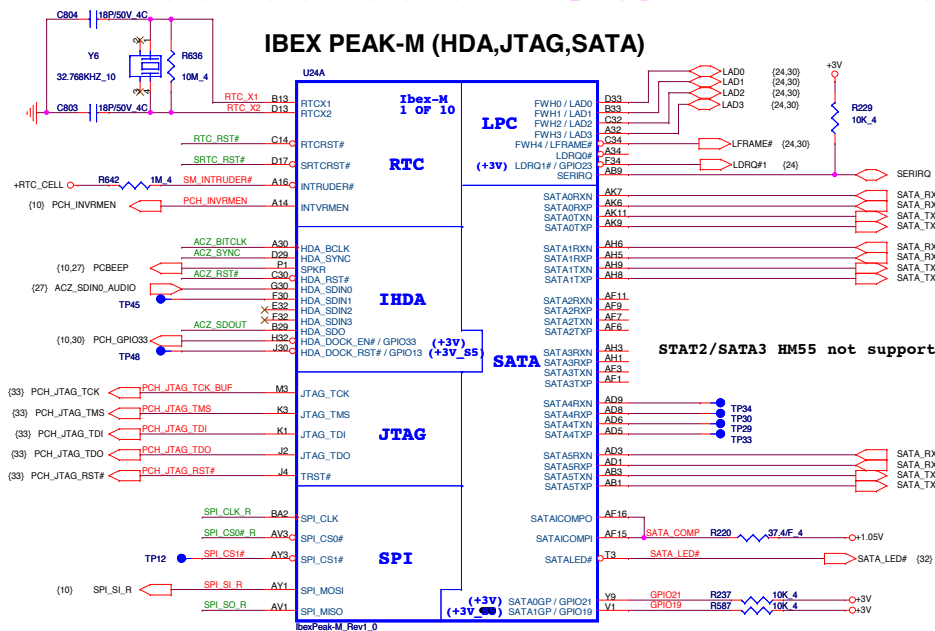 IBEX PEAK-M (HDA,JTAG,SATA)
C804 18P/50V_4C
Y6
32.768KHZ_10
2 1
3 4
R636
10M_4
C803 18P/50V_4C
RTC_X1 B13 RTCX1
RTC_X2 D13 RTCX2
RTC_RST# C14 RTCRST#
SRTC_RST# D17 SRTCRST#
+RTC_CELL R642 1M_4 SM_INTRUDER# A16 INTRUDER#
{10} PCH_INVRMEN PCH_INVRMEN A14 INTVRMEN
ACZ_BITCLK A30 HDA_BCLK
ACZ_SYNC D29 HDA_SYNC
{10,27} PCBEEP P1 SPKR
ACZ_RST# C30 HDA_RST#
{27} ACZ_SDIN0_AUDIO G30 HDA_SDIN0
TP45 F30 HDA_SDIN1
E32 HDA_SDIN2
F32 HDA_SDIN3
ACZ_SDOUT B29 HDA_SDO
{10,30} PCH_GPIO33 H32 HDA_DOCK_EN# / GPIO33 (+3V)
TP48 J30 HDA_DOCK_RST# / GPIO13 (+3V_S5)
{33} PCH_JTAG_TCK PCH_JTAG_TCK_BUF M3 JTAG_TCK
{33} PCH_JTAG_TMS PCH_JTAG_TMS K3 JTAG_TMS
{33} PCH_JTAG_TDI PCH_JTAG_TDI K1 JTAG_TDI
{33} PCH_JTAG_TDO PCH_JTAG_TDO J2 JTAG_TDO
{33} PCH_JTAG_RST# PCH_JTAG_RST# J4 TRST#
SPI_CLK_R BA2 SPI_CLK
SPI_CS0#_R AV3 SPI_CS0#
TP12 SPI_CS1# AY3 SPI_CS1#
{10} SPI_SI_R SPI_SI_R AY1 SPI_MOSI
SPI_SO_R AV1 SPI_MISO
U24A
Ibex-M
1 OF 10
RTC
IHDA
JTAG
SPI
LPC
(+3V)
SATA
IbexPeak-M_Rev1_0
FWH0 / LAD0 D33 LAD0 {24,30}
FWH1 / LAD1 B33 LAD1 {24,30}
FWH2 / LAD2 C32 LAD2 {24,30}
FWH3 / LAD3 A32 LAD3 {24,30}
FWH4 / LFRAME# C34 LFRAME# {24,30}
LDRQ0# A34
LDRQ1# / GPIO23 F34 LDRQ#1 {24}
SERIRQ AB9 SERIRQ
+3V
R229
10K_4
SATA0RXN AK7 SATA_RX
SATA0RXP AK6 SATA_RX
SATA0TXN AK11 SATA_TX
SATA0TXP AK9 SATA_TX
SATA1RXN AH6 SATA_RX
SATA1RXP AH5 SATA_RX
SATA1TXN AH9 SATA_TX
SATA1TXP AH8 SATA_TX
SATA2RXN AF11
SATA2RXP AF9
SATA2TXN AF7
SATA2TXP AF6
SATA3RXN AH3
SATA3RXP AH1
SATA3TXN AF3
SATA3TXP AF1
STAT2/SATA3 HM55 not support
SATA4RXN AD9 TP34
SATA4RXP AD8 TP30
SATA4TXN AD6 TP29
SATA4TXP AD5 TP33
SATA5RXN AD3 SATA_RX
SATA5RXP AD1 SATA_RX
SATA5TXN AB3 SATA_TX
SATA5TXP AB1 SATA_TX
SATAICOMPO AF16
SATAICOMPI AF15 SATA_COMP R220 37.4/F_4 +1.05V
SATALED# T3 SATA_LED# SATA_LED# {32}
(+3V) SATA0GP / GPIO21 Y9 GPIO21 R237 10K_4 +3V
SATA1GP / GPIO19 V1 GPIO19 R587 10K_4 +3V